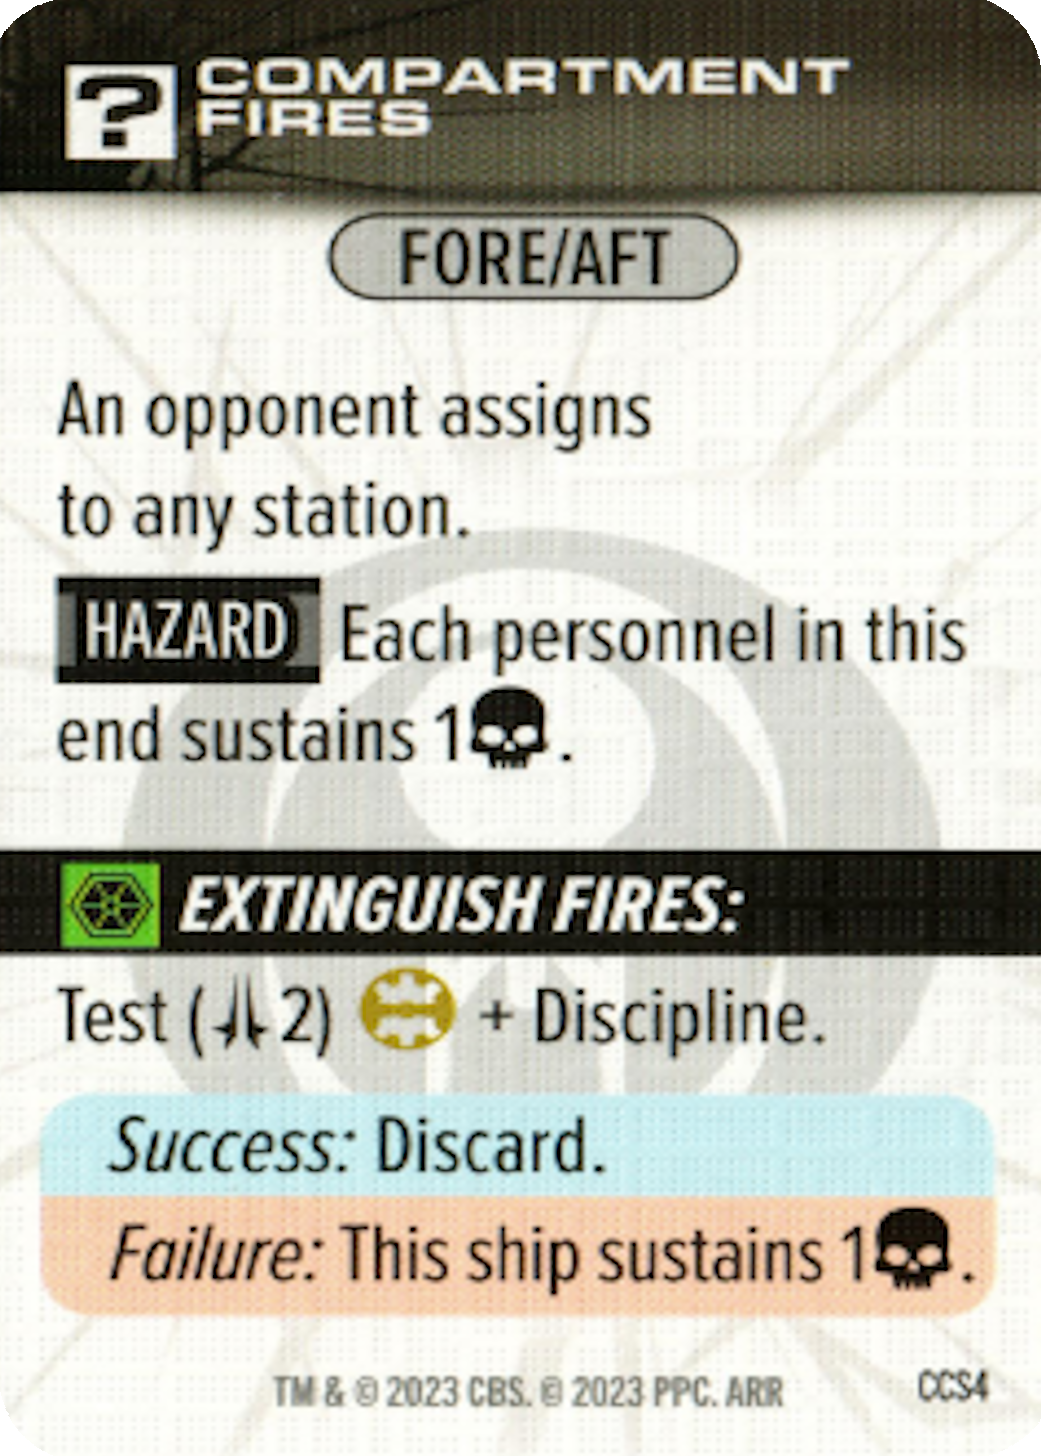 ?
COMPARTMENT
FIRES
FORE/AFT
An opponent assigns
to any station.
HAZARD Each personnel in this
end sustains 1.
EXTINGUISH FIRES:
Test (2) + Discipline.
Success: Discard.
Failure: This ship sustains 1.
TM & © 2023 CBS. © 2023 PPC. ARR
CCS4